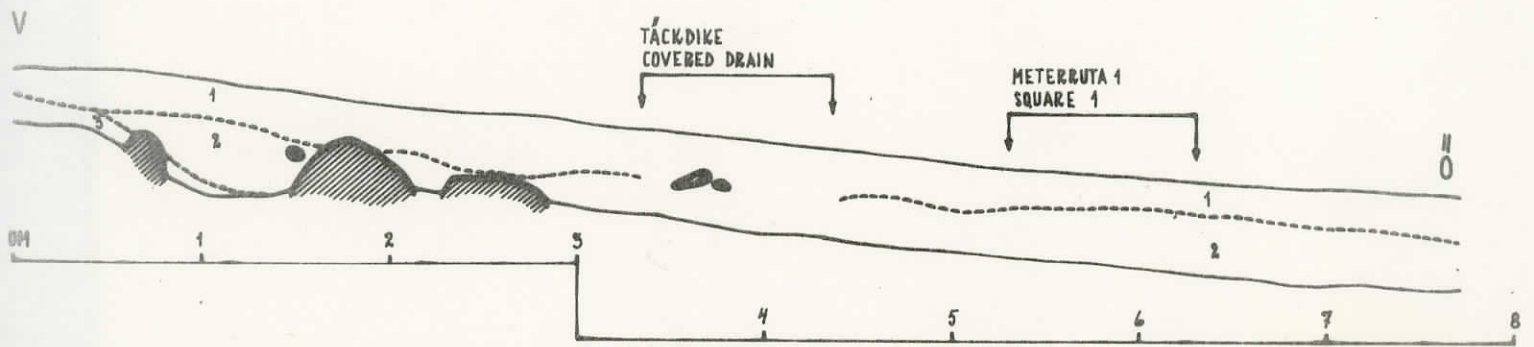 V
TÄCKDIKE
COVERED DRAIN
METERRUTA 1
SQUARE 1
Ö
1
2
3
1
2
0M 1 2 3
4 5 6 7 8